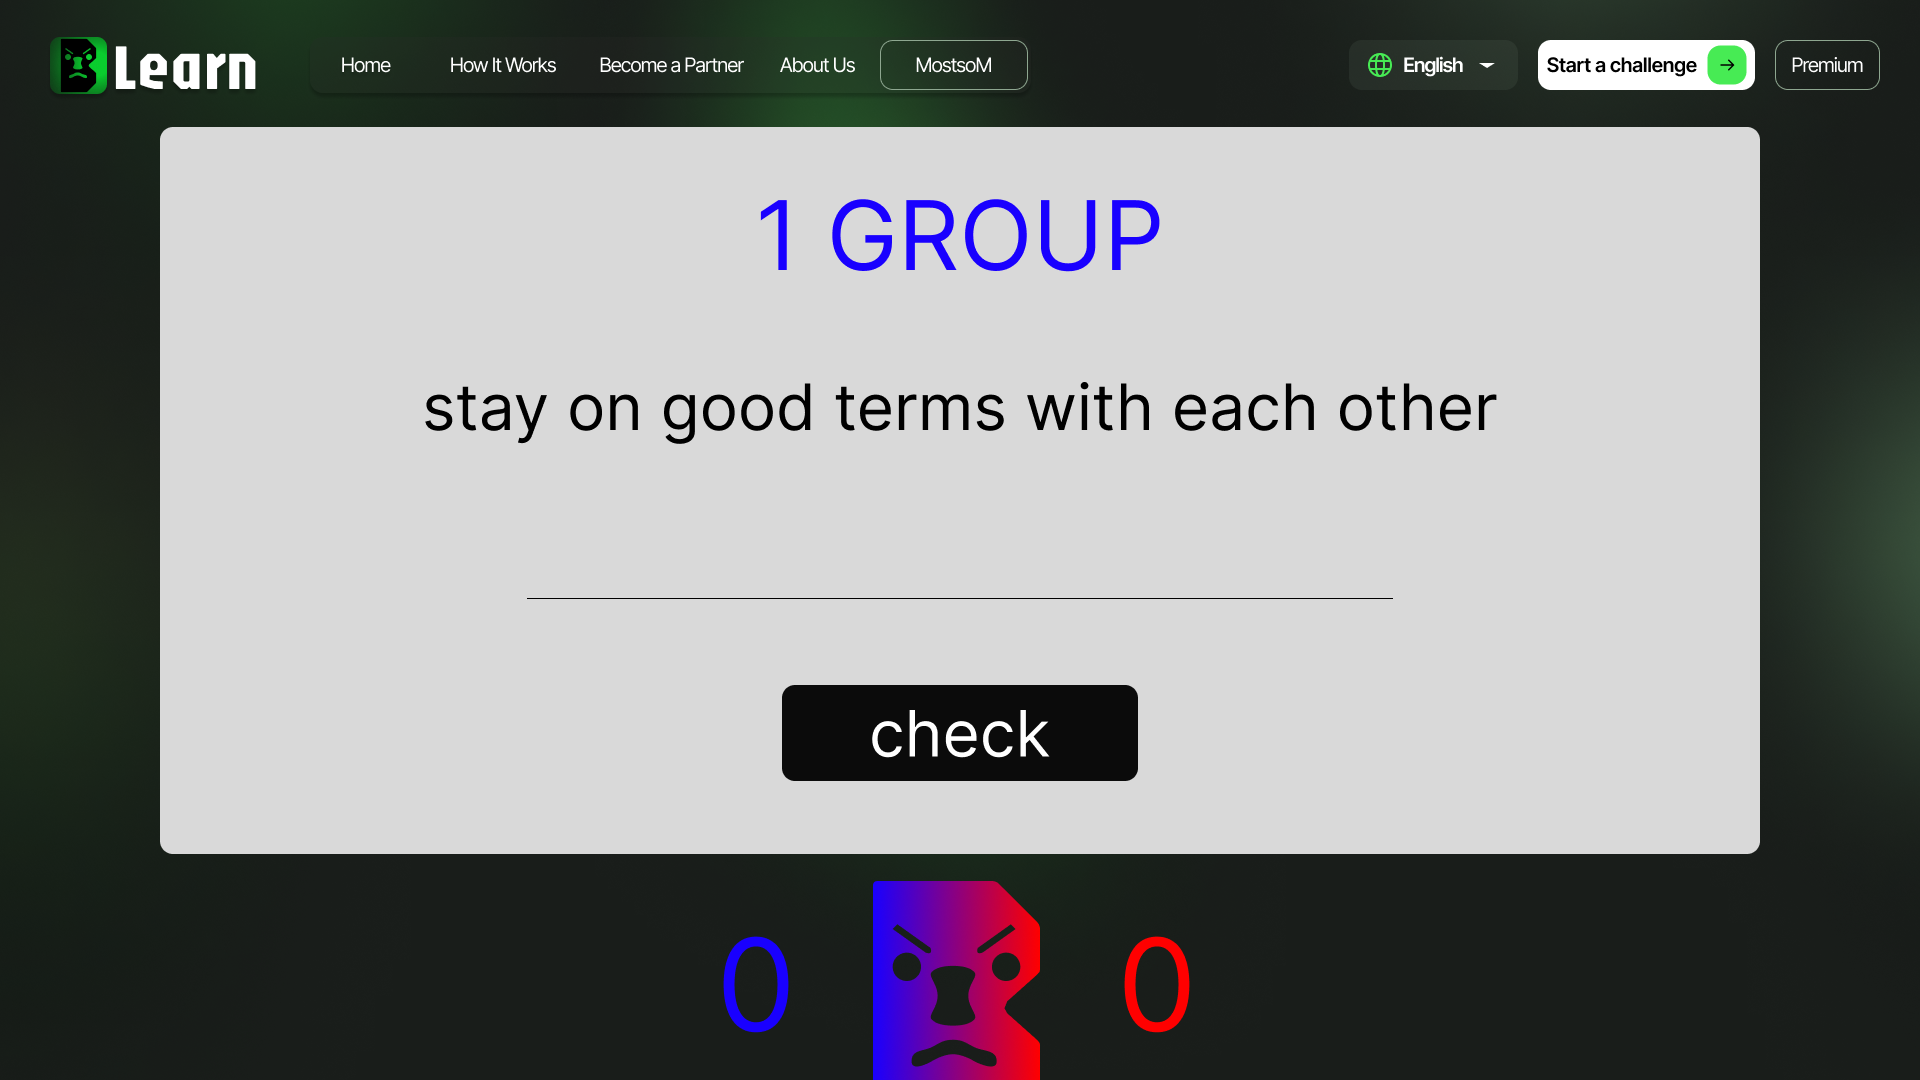 Learn
Home
How It Works
Become a Partner
About Us
MostsoM
English
Start a challenge
Premium
1 GROUP
stay on good terms with each other
check
0
0